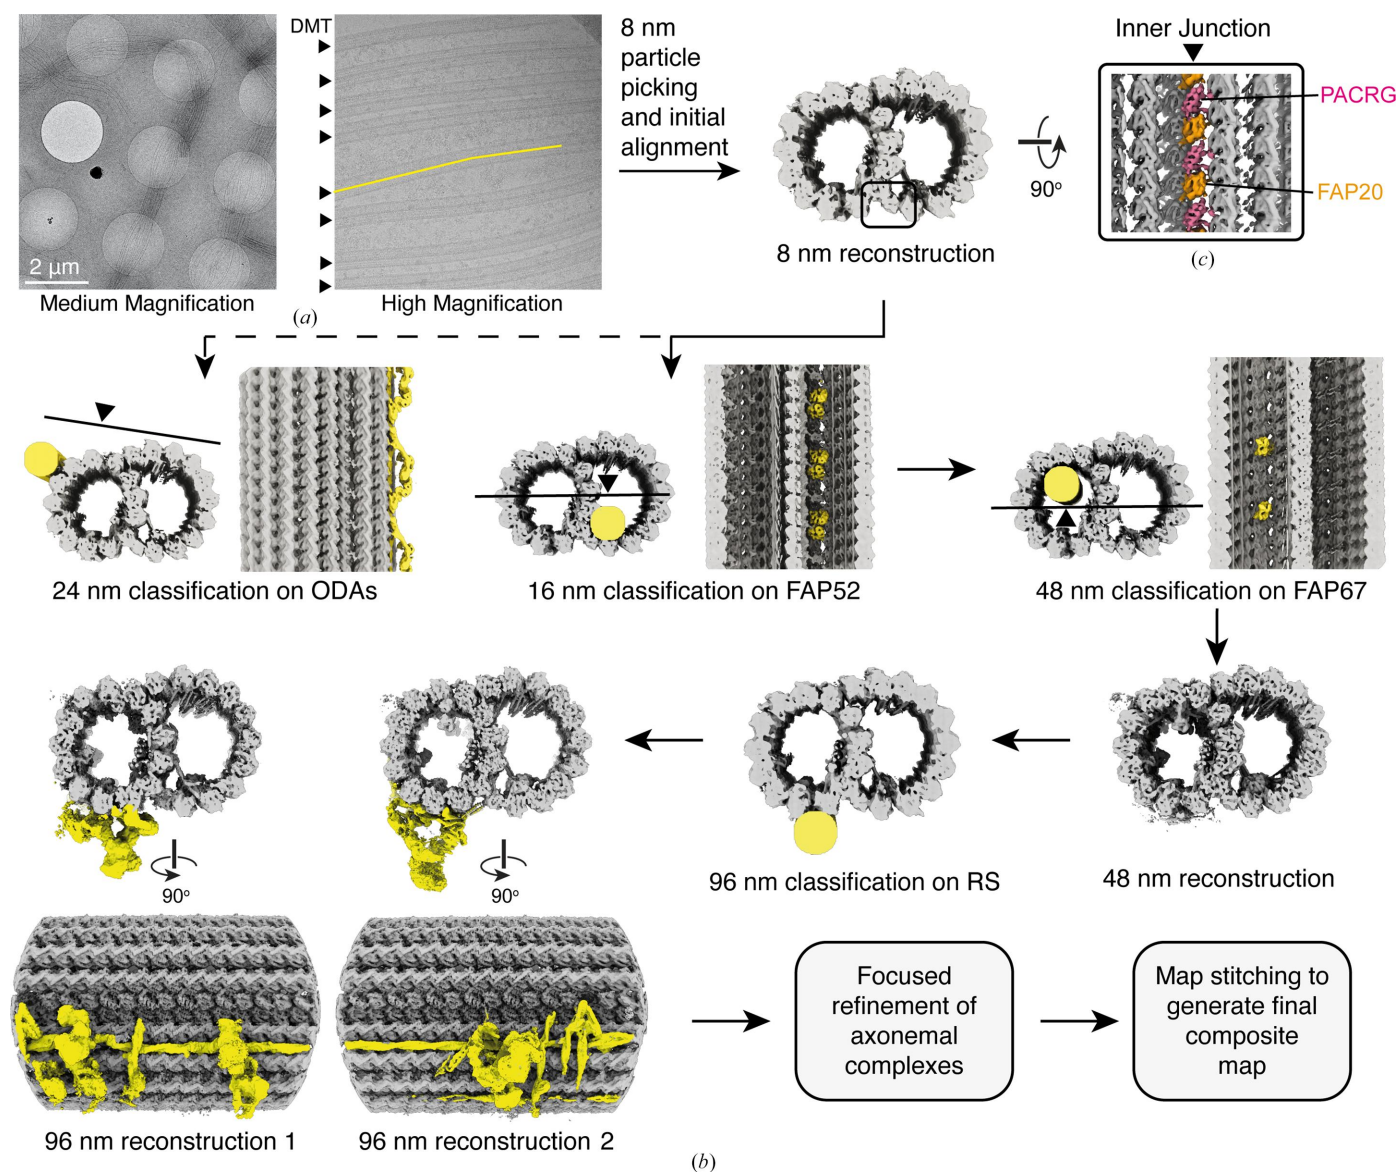 DMT
2 μm
Medium Magnification
High Magnification
(a)
8 nm
particle
picking
and initial
alignment
8 nm reconstruction
90°
Inner Junction
PACRG
FAP20
(c)
24 nm classification on ODAs
16 nm classification on FAP52
48 nm classification on FAP67
90°
90°
96 nm classification on RS
48 nm reconstruction
96 nm reconstruction 1
96 nm reconstruction 2
Focused
refinement of
axonemal
complexes
Map stitching to
generate final
composite
map
(b)